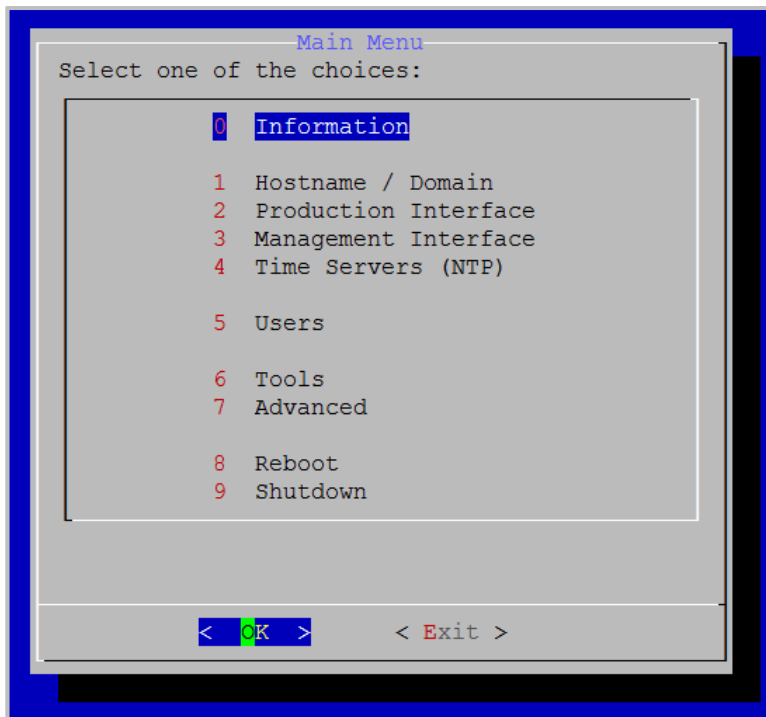 Main Menu
Select one of the choices:
0 Information
1 Hostname / Domain
2 Production Interface
3 Management Interface
4 Time Servers (NTP)
5 Users
6 Tools
7 Advanced
8 Reboot
9 Shutdown
< OK > < Exit >